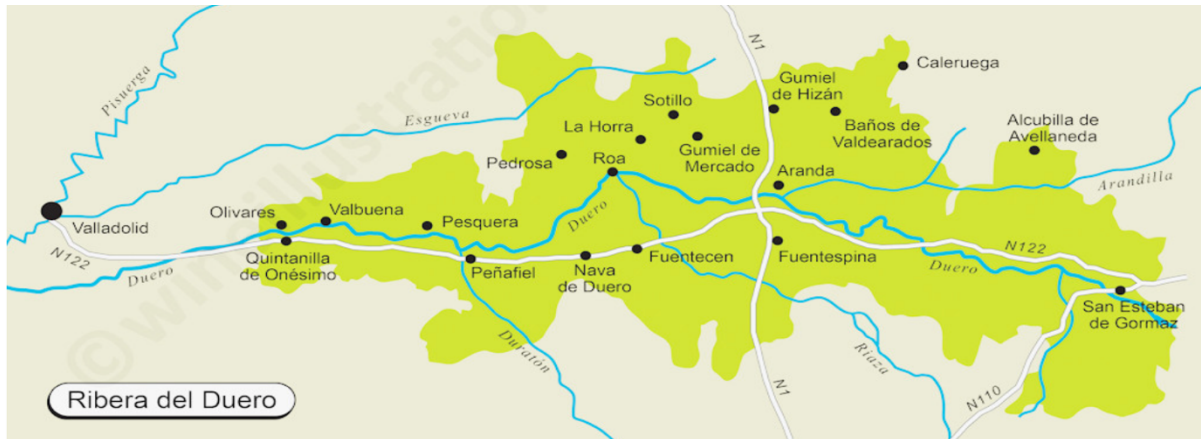 N1
Caleruega
Gumiel
de Hizán
Pisuerga
Sotillo
Esgueva
Baños de
Valdearados
Alcubilla de
Avellaneda
La Horra
Gumiel de
Mercado
Pedrosa
Roa
Aranda
Arandilla
Olivares
Valbuena
Pesquera
Duero
Valladolid
N122
Duero
Quintanilla
de Onésimo
Peñafiel
Nava
de Duero
Fuentecen
Fuentespina
N122
Duero
San Esteban
de Gormaz
Duratón
Riaza
N1
N110
Ribera del Duero